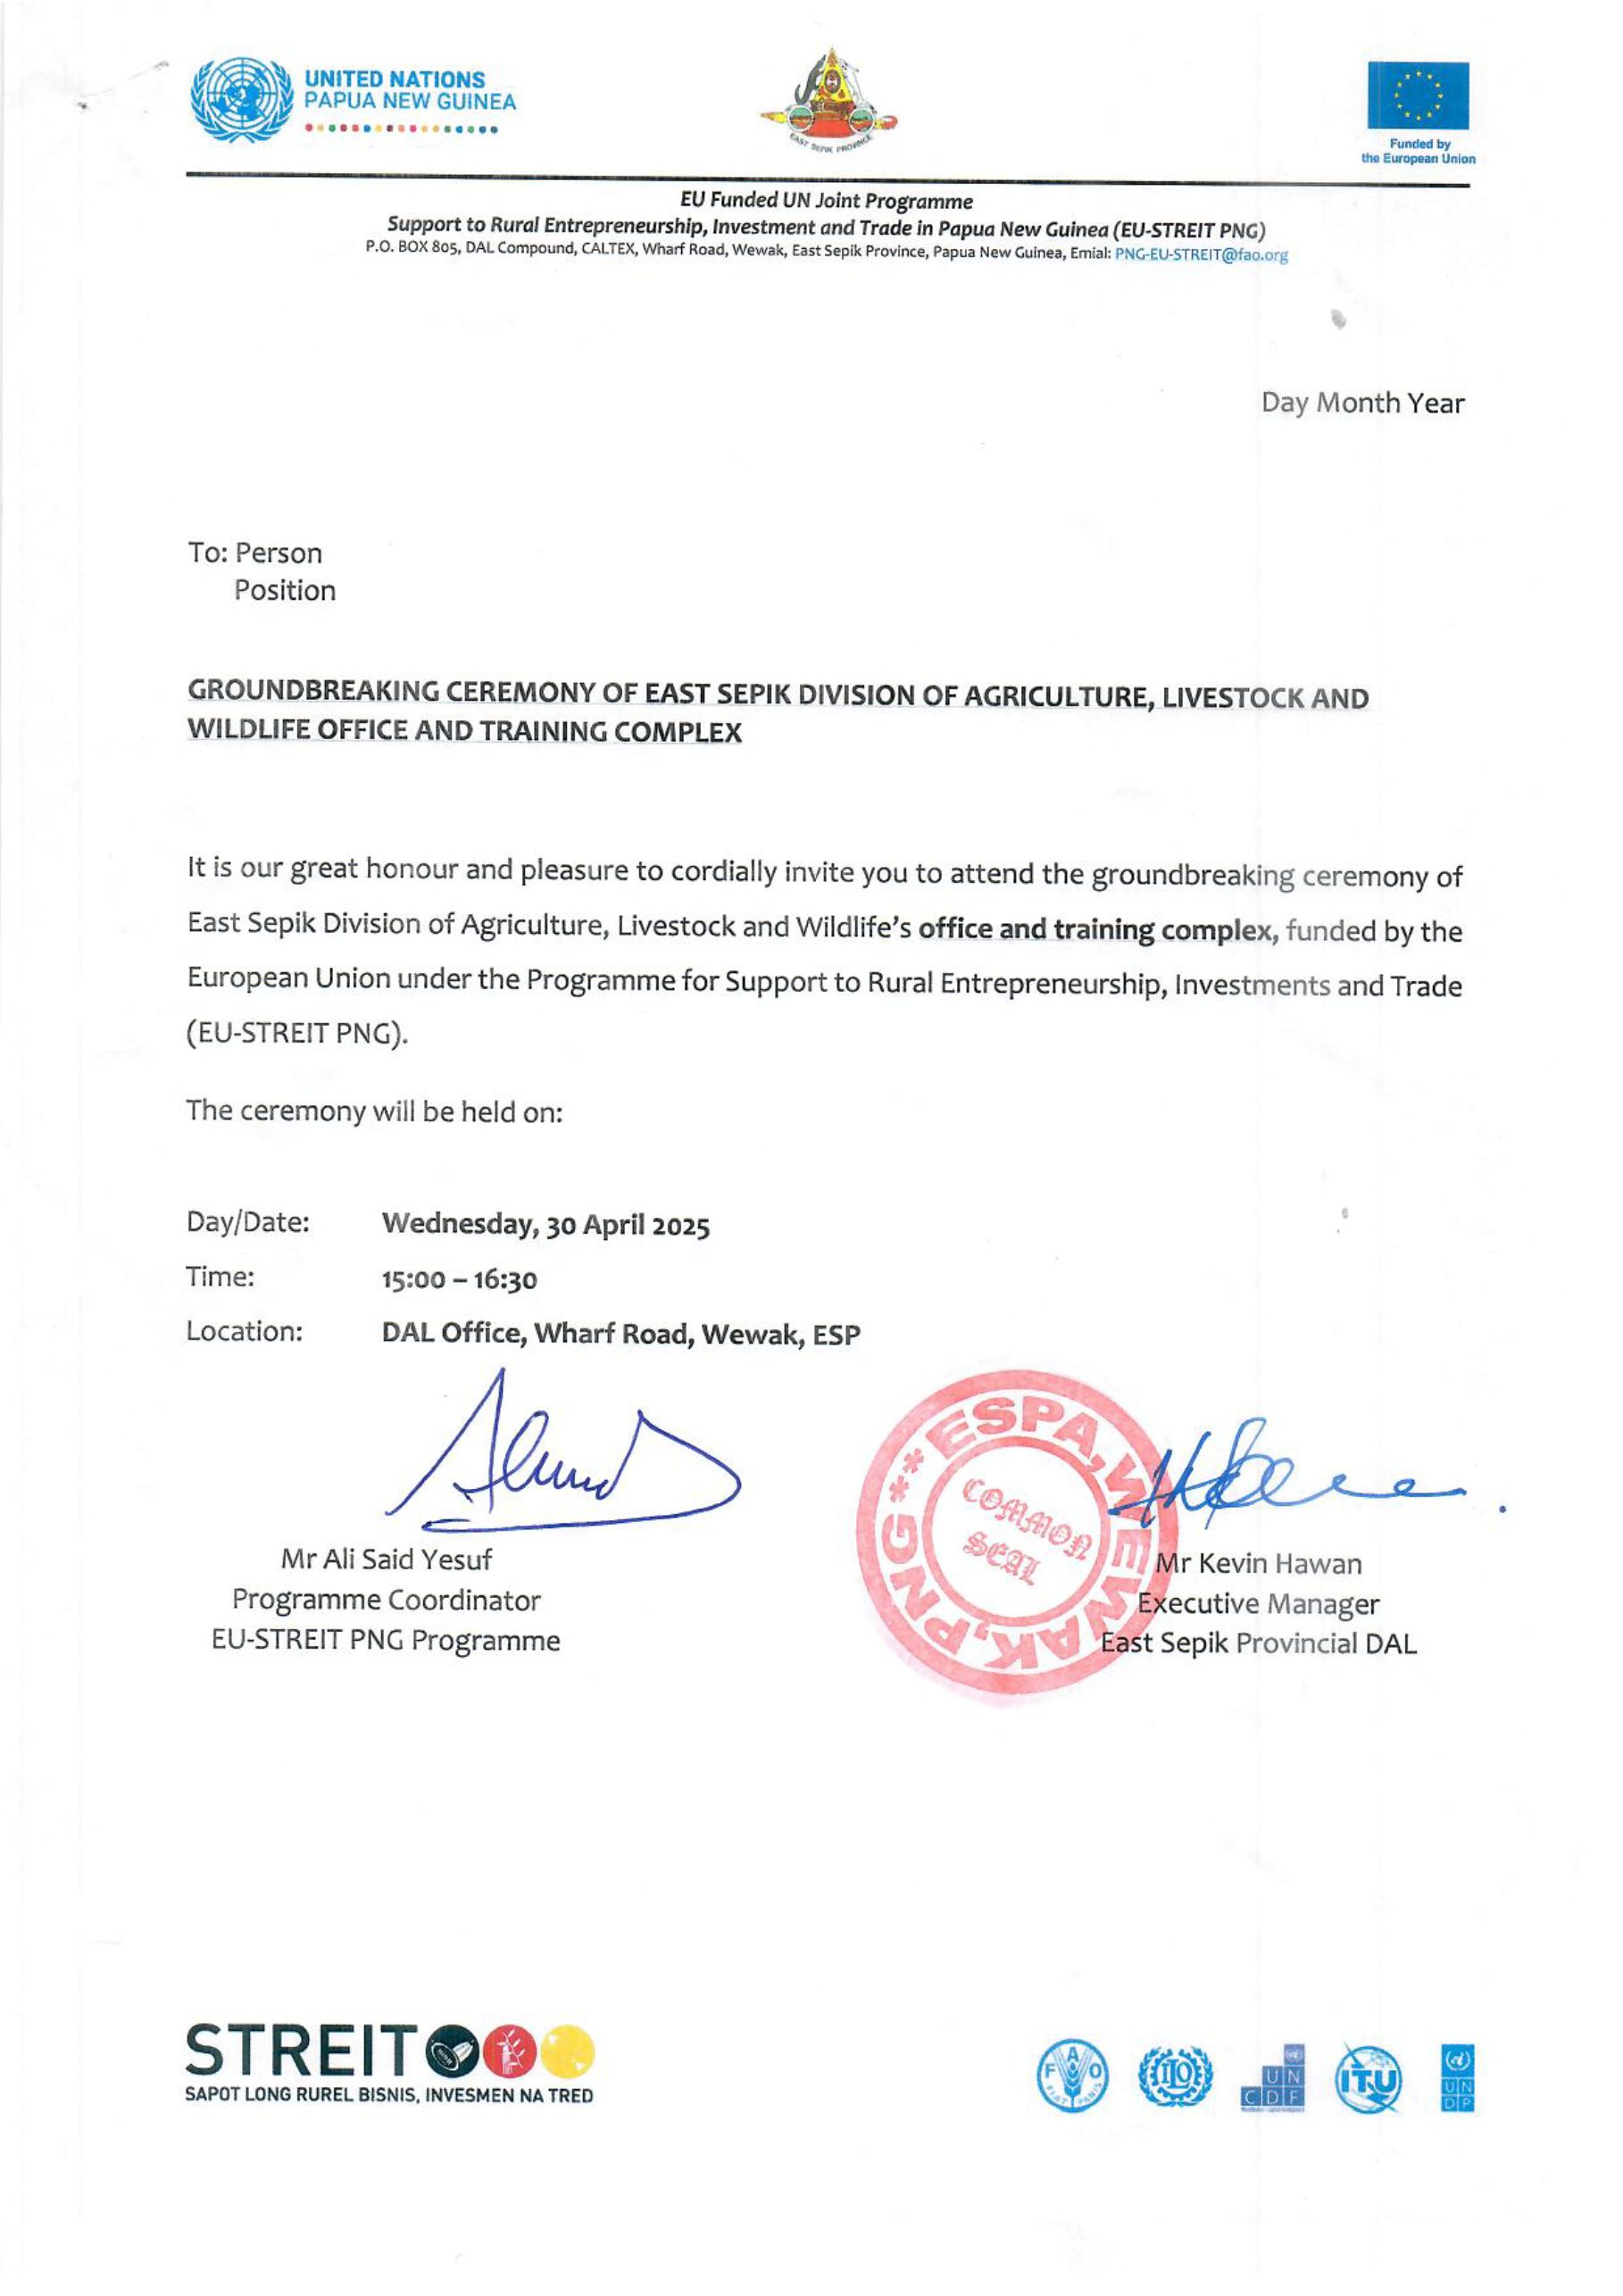 UNITED NATIONS
PAPUA NEW GUINEA
EAST SEPIK PROVINCE
Funded by
the European Union
EU Funded UN Joint Programme
Support to Rural Entrepreneurship, Investment and Trade in Papua New Guinea (EU-STREIT PNG)
P.O. BOX 805, DAL Compound, CALTEX, Wharf Road, Wewak, East Sepik Province, Papua New Guinea, Emial: PNG-EU-STREIT@fao.org
Day Month Year
To: Person
Position
GROUNDBREAKING CEREMONY OF EAST SEPIK DIVISION OF AGRICULTURE, LIVESTOCK AND
WILDLIFE OFFICE AND TRAINING COMPLEX
It is our great honour and pleasure to cordially invite you to attend the groundbreaking ceremony of
East Sepik Division of Agriculture, Livestock and Wildlife’s office and training complex, funded by the
European Union under the Programme for Support to Rural Entrepreneurship, Investments and Trade
(EU-STREIT PNG).
The ceremony will be held on:
Day/Date: Wednesday, 30 April 2025
Time: 15:00 – 16:30
Location: DAL Office, Wharf Road, Wewak, ESP
** ESPA, WEWAK, PNG
COMMON
SEAL
Mr Ali Said Yesuf
Programme Coordinator
EU-STREIT PNG Programme
Mr Kevin Hawan
Executive Manager
East Sepik Provincial DAL
STREIT
SAPOT LONG RUREL BISNIS, INVESMEN NA TRED
FAO
FIAT PANIS
ILO
UN
CDF
ITU
UN
DP